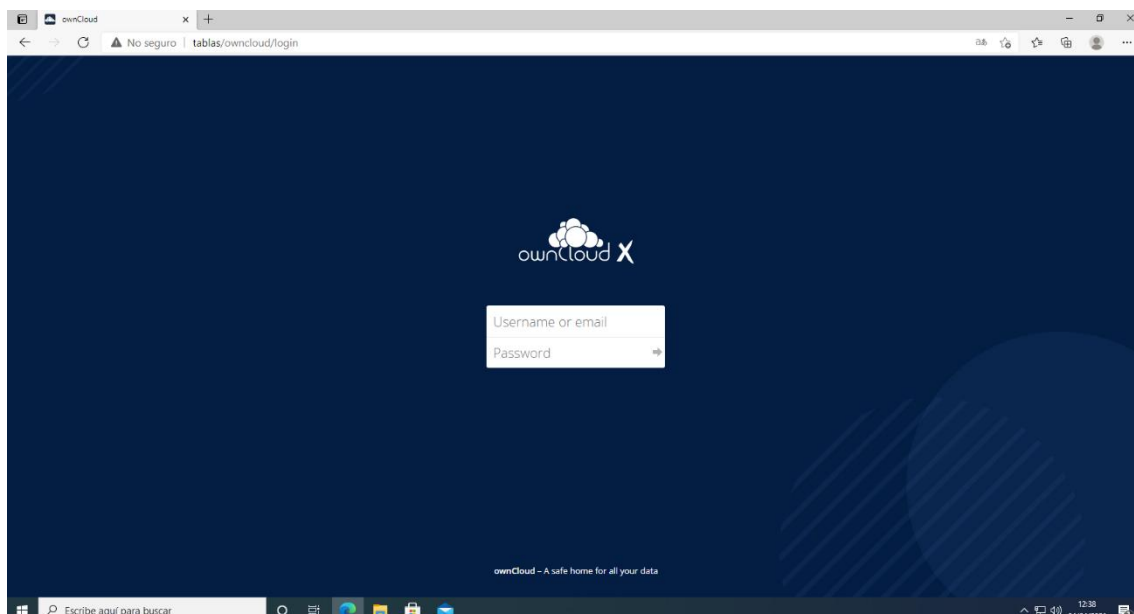 ownCloud
No seguro | tablas/owncloud/login
ownCloud X
Username or email
Password
ownCloud – A safe home for all your data
Escribe aquí para buscar
12:38